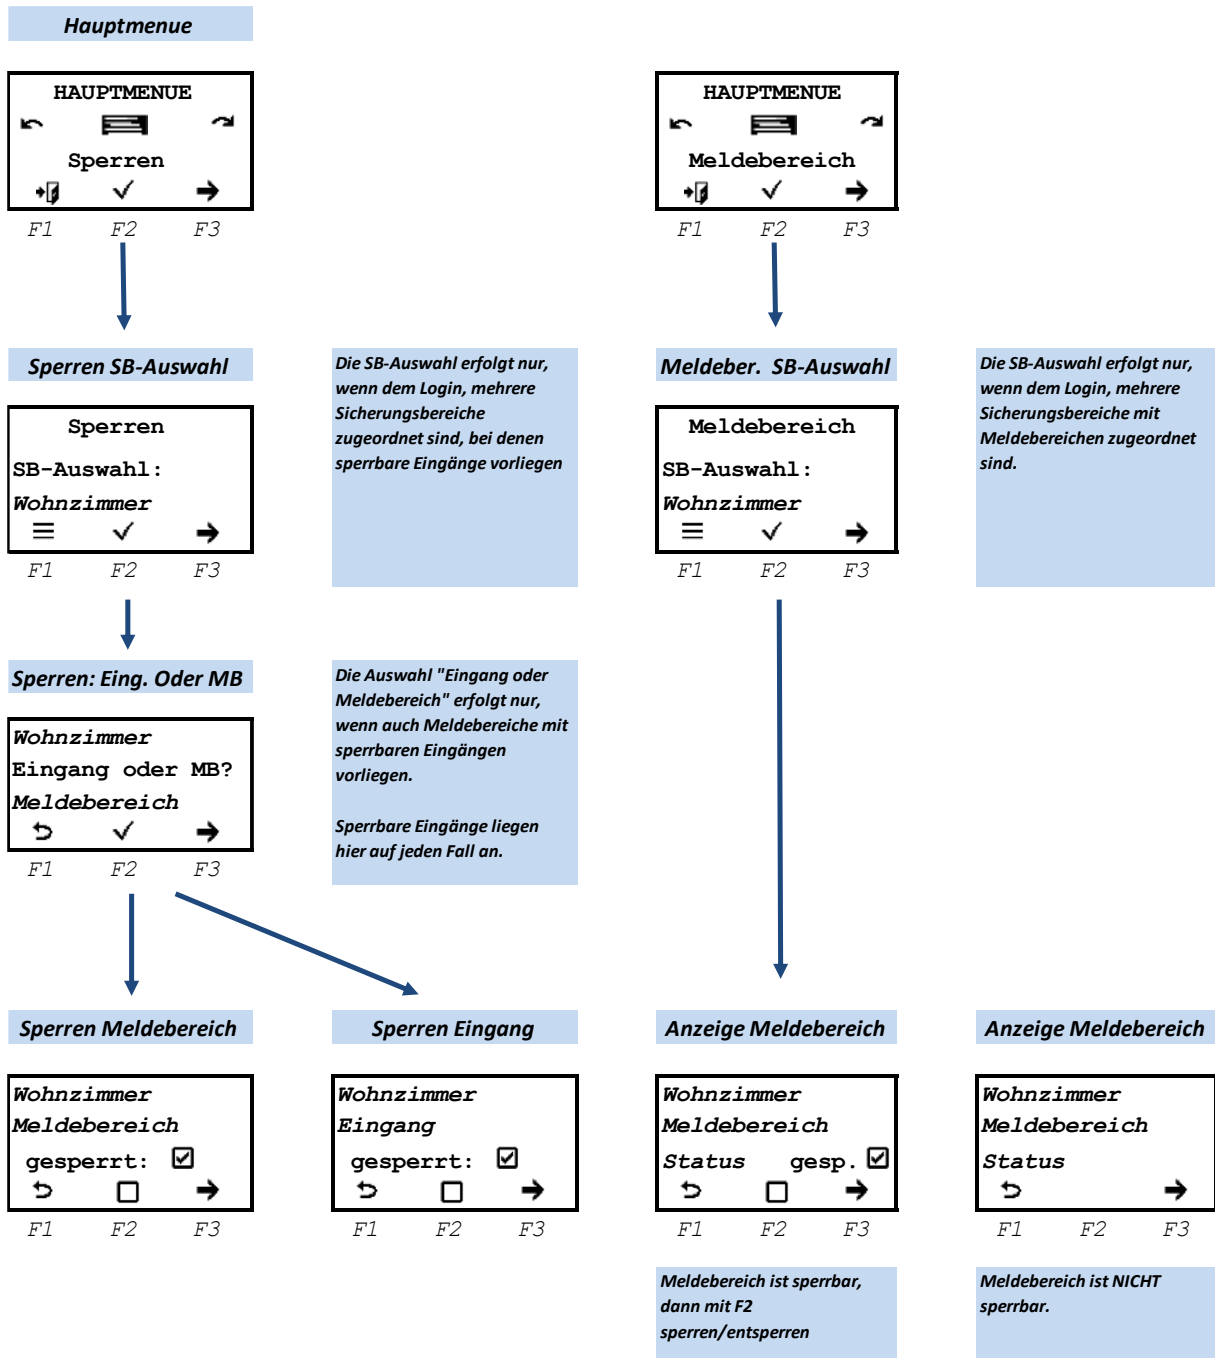 Hauptmenue
HAUPTMENUE
Sperren
F1 F2 F3
HAUPTMENUE
Meldebereich
F1 F2 F3
Sperren SB-Auswahl
Sperren
SB-Auswahl:
Wohnzimmer
F1 F2 F3
Die SB-Auswahl erfolgt nur,
wenn dem Login, mehrere
Sicherungsbereiche
zugeordnet sind, bei denen
sperrbare Eingänge vorliegen
Meldeber. SB-Auswahl
Meldebereich
SB-Auswahl:
Wohnzimmer
F1 F2 F3
Die SB-Auswahl erfolgt nur,
wenn dem Login, mehrere
Sicherungsbereiche mit
Meldebereichen zugeordnet
sind.
Sperren: Eing. Oder MB
Wohnzimmer
Eingang oder MB?
Meldebereich
F1 F2 F3
Die Auswahl "Eingang oder
Meldebereich" erfolgt nur,
wenn auch Meldebereiche mit
sperrbaren Eingängen
vorliegen.
Sperrbare Eingänge liegen
hier auf jeden Fall an.
Sperren Meldebereich
Wohnzimmer
Meldebereich
gesperrt:
F1 F2 F3
Sperren Eingang
Wohnzimmer
Eingang
gesperrt:
F1 F2 F3
Anzeige Meldebereich
Wohnzimmer
Meldebereich
Status gesp.
F1 F2 F3
Meldebereich ist sperrbar,
dann mit F2
sperren/entsperren
Anzeige Meldebereich
Wohnzimmer
Meldebereich
Status
F1 F2 F3
Meldebereich ist NICHT
sperrbar.